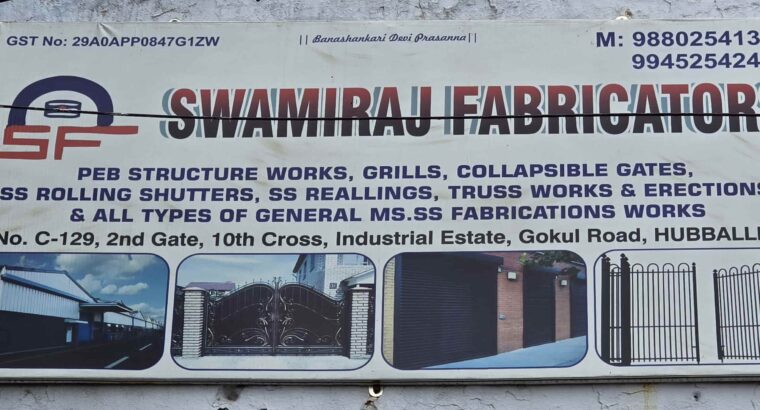 GST No: 29A0APP0847G1ZW
|| Banashankari Devi Prasanna ||
M: 988025413
994525424
SF
SWAMIRAJ FABRICATOR
PEB STRUCTURE WORKS, GRILLS, COLLAPSIBLE GATES,
SS ROLLING SHUTTERS, SS REALLINGS, TRUSS WORKS & ERECTIONS
& ALL TYPES OF GENERAL MS.SS FABRICATIONS WORKS
No. C-129, 2nd Gate, 10th Cross, Industrial Estate, Gokul Road, HUBBALLI